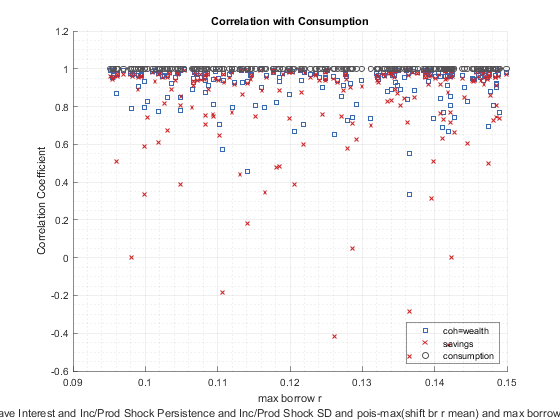 Correlation with Consumption
1.2
1
0.8
0.6
0.4
0.2
0
-0.2
-0.4
-0.6
Correlation Coefficient
0.09
0.1
0.11
0.12
0.13
0.14
0.15
coh=wealth
savings
consumption
max borrow r
ave Interest and Inc/Prod Shock Persistence and Inc/Prod Shock SD and pois-max(shift br r mean) and max borrow